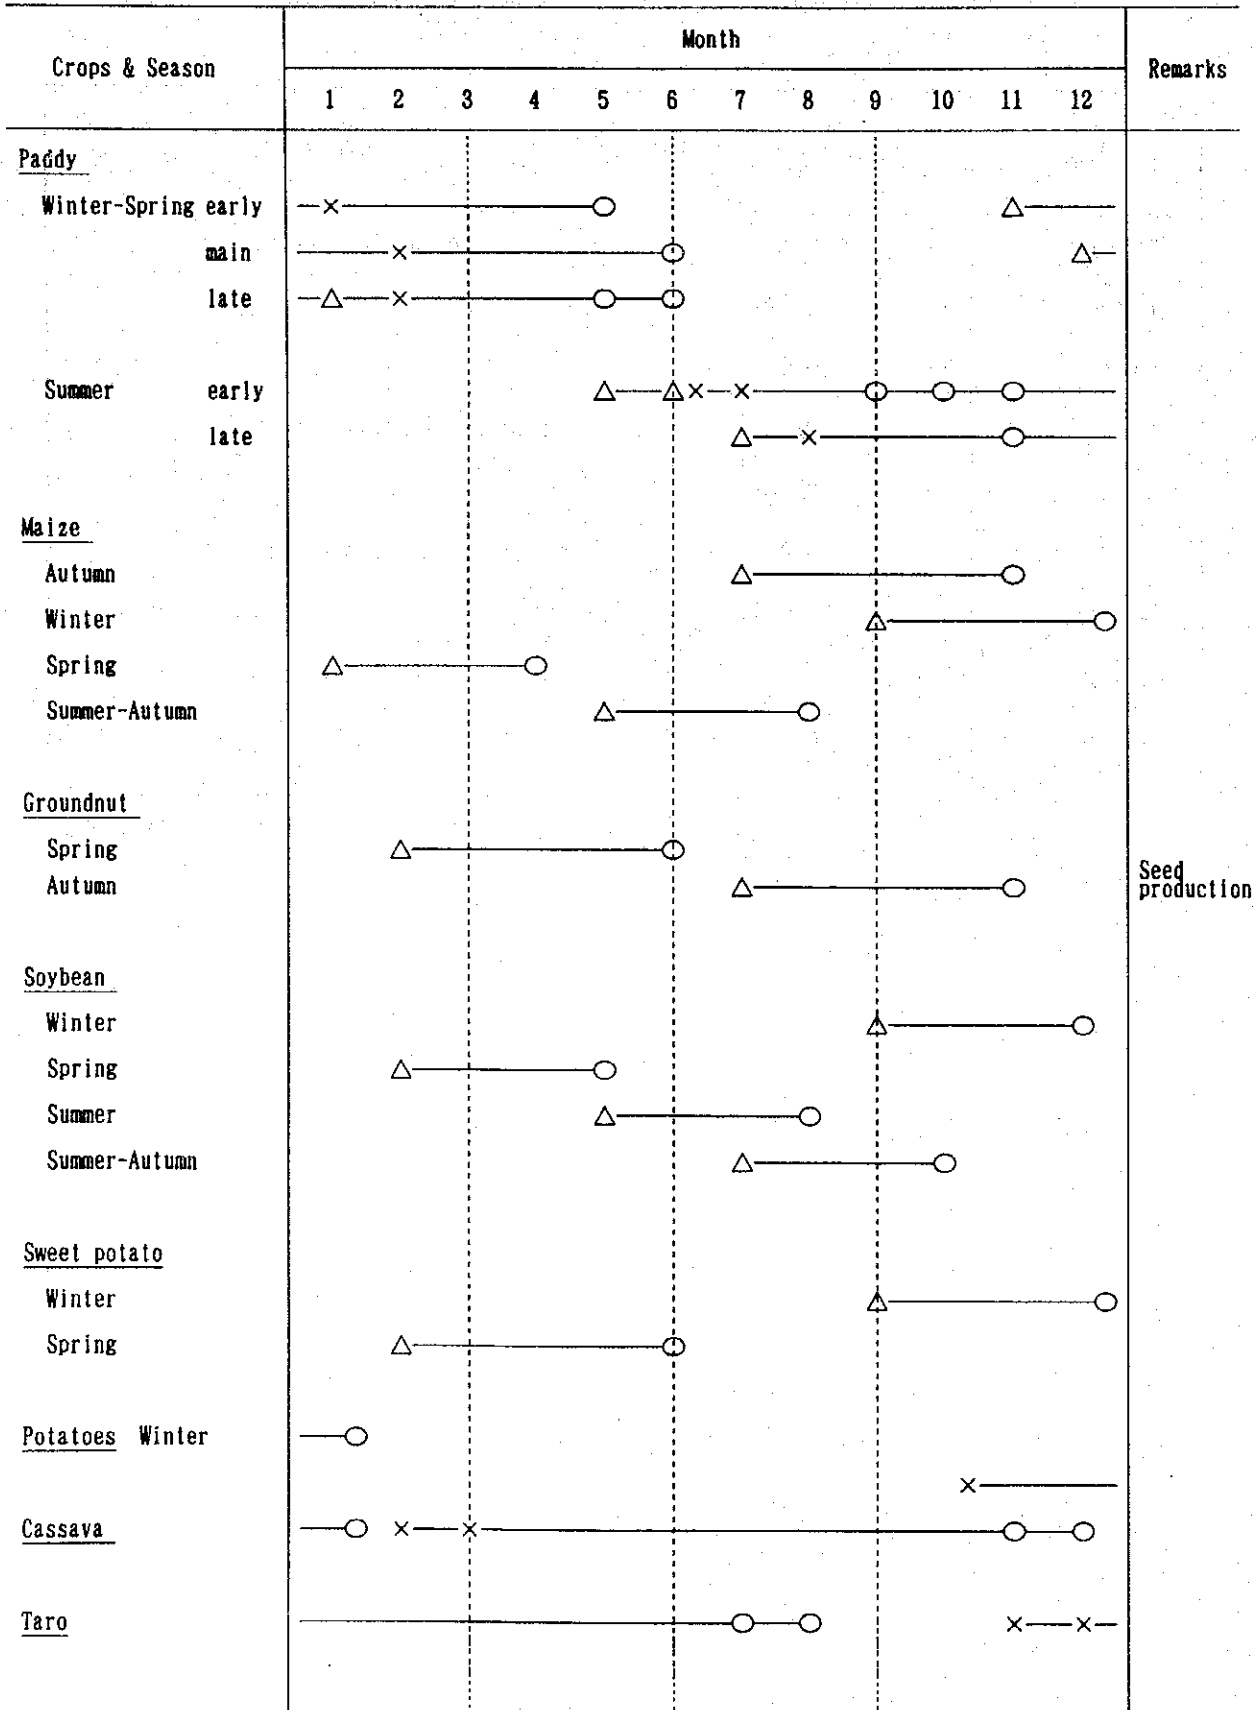 Month
Crops & Season
Remarks
1 2 3 4 5 6 7 8 9 10 11 12
Paddy
Winter-Spring early
main
late
Summer early
late
Maize
Autumn
Winter
Spring
Summer-Autumn
Groundnut
Spring
Autumn
Seed
production
Soybean
Winter
Spring
Summer
Summer-Autumn
Sweet potato
Winter
Spring
Potatoes Winter
Cassava
Taro